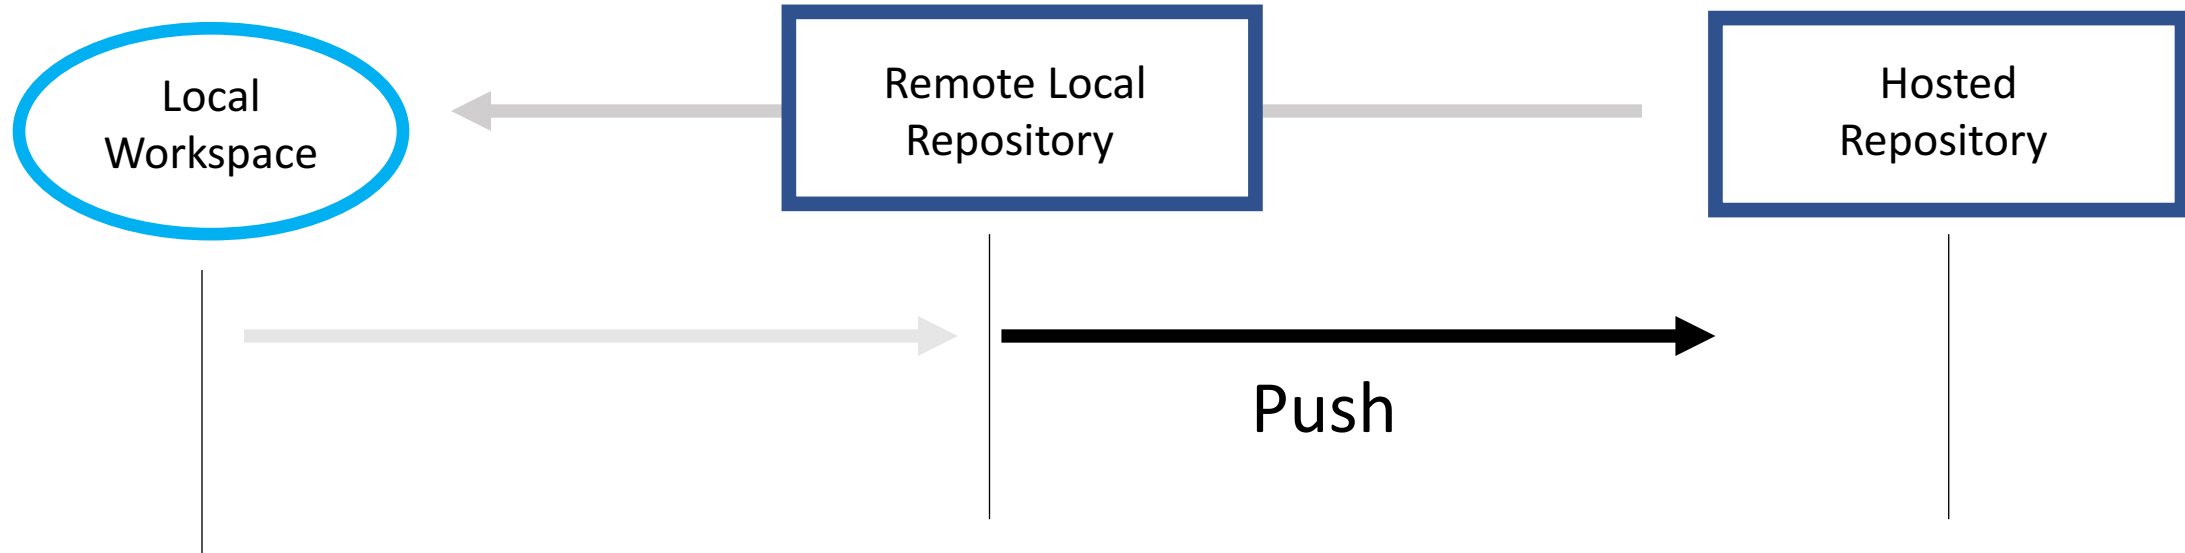 Local
Workspace
Remote Local
Repository
Hosted
Repository
Push